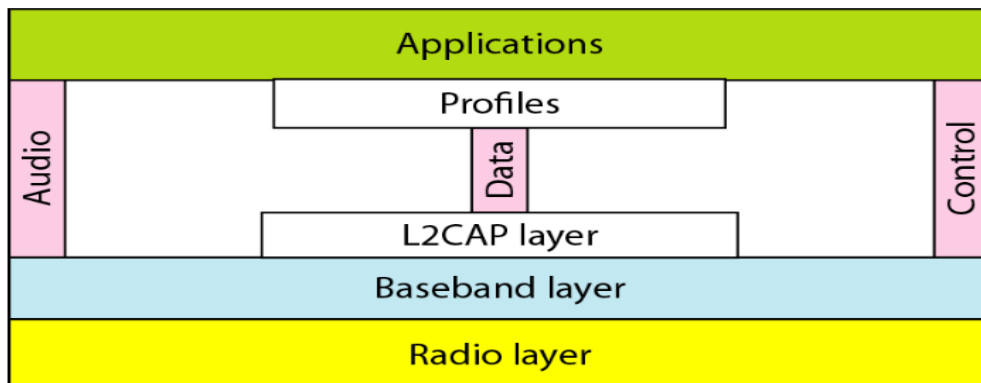 Applications
Profiles
Audio
Data
Control
L2CAP layer
Baseband layer
Radio layer